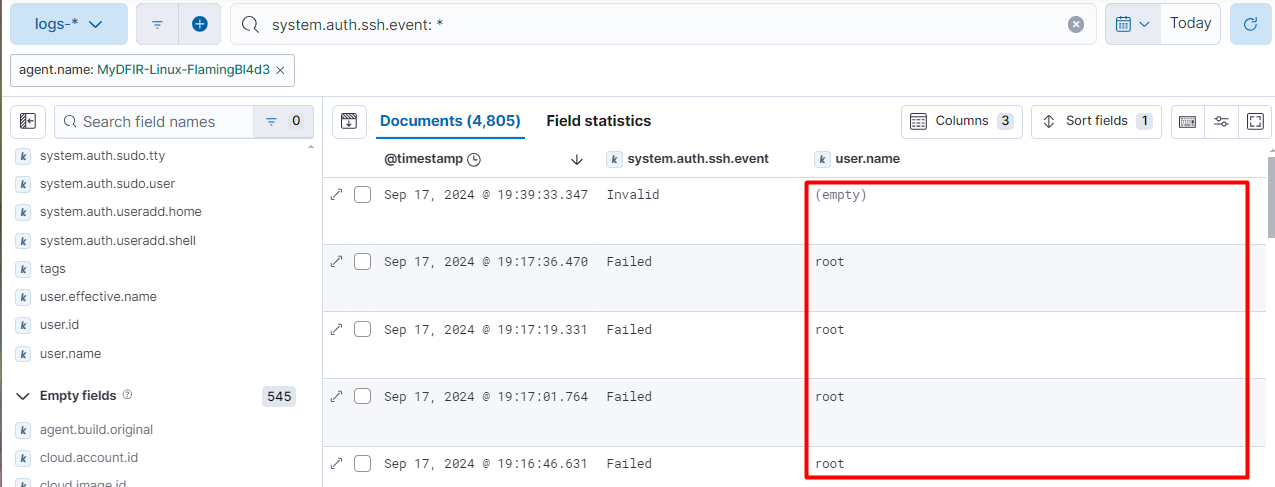 logs-* system.auth.ssh.event: * Today
agent.name: MyDFIR-Linux-FlamingBl4d3
Search field names 0 Documents (4,805) Field statistics Columns 3 Sort fields 1
@timestamp system.auth.ssh.event user.name
system.auth.sudo.tty
system.auth.sudo.user
system.auth.useradd.home
system.auth.useradd.shell
tags
user.effective.name
user.id
user.name
Empty fields 545
agent.build.original
cloud.account.id
cloud.image.id
Sep 17, 2024 @ 19:39:33.347 Invalid (empty)
Sep 17, 2024 @ 19:17:36.470 Failed root
Sep 17, 2024 @ 19:17:19.331 Failed root
Sep 17, 2024 @ 19:17:01.764 Failed root
Sep 17, 2024 @ 19:16:46.631 Failed root